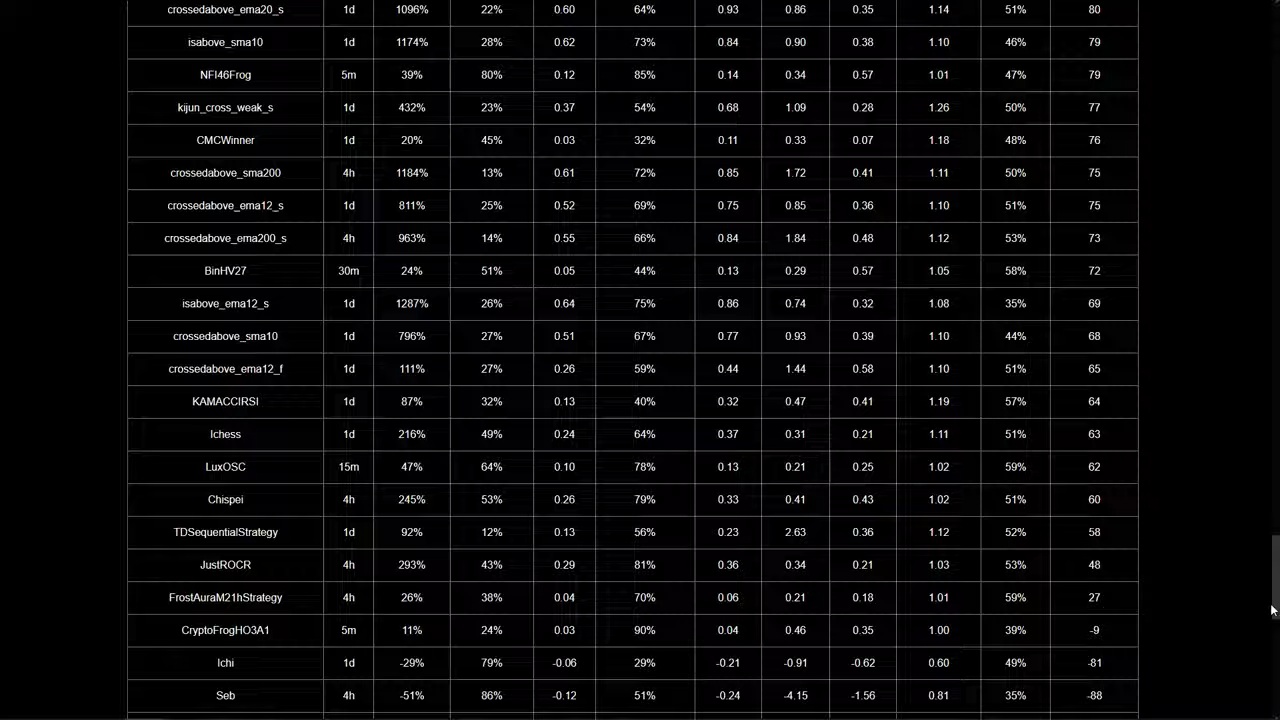 crossedabove_ema20_s 1d 1096% 22% 0.60 64% 0.93 0.86 0.35 1.14 51% 80
isabove_sma10 1d 1174% 28% 0.62 73% 0.84 0.90 0.38 1.10 46% 79
NFI46Frog 5m 39% 80% 0.12 85% 0.14 0.34 0.57 1.01 47% 79
kijun_cross_weak_s 1d 432% 23% 0.37 54% 0.68 1.09 0.28 1.26 50% 77
CMCWinner 1d 20% 45% 0.03 32% 0.11 0.33 0.07 1.18 48% 76
crossedabove_sma200 4h 1184% 13% 0.61 72% 0.85 1.72 0.41 1.11 50% 75
crossedabove_ema12_s 1d 811% 25% 0.52 69% 0.75 0.85 0.36 1.10 51% 75
crossedabove_ema200_s 4h 963% 14% 0.55 66% 0.84 1.84 0.48 1.12 53% 73
BinHV27 30m 24% 51% 0.05 44% 0.13 0.29 0.57 1.05 58% 72
isabove_ema12_s 1d 1287% 26% 0.64 75% 0.86 0.74 0.32 1.08 35% 69
crossedabove_sma10 1d 796% 27% 0.51 67% 0.77 0.93 0.39 1.10 44% 68
crossedabove_ema12_f 1d 111% 27% 0.26 59% 0.44 1.44 0.58 1.10 51% 65
KAMACCIRSI 1d 87% 32% 0.13 40% 0.32 0.47 0.41 1.19 57% 64
Ichess 1d 216% 49% 0.24 64% 0.37 0.31 0.21 1.11 51% 63
LuxOSC 15m 47% 64% 0.10 78% 0.13 0.21 0.25 1.02 59% 62
Chispei 4h 245% 53% 0.26 79% 0.33 0.41 0.43 1.02 51% 60
TDSequentialStrategy 1d 92% 12% 0.13 56% 0.23 2.63 0.36 1.12 52% 58
JustROCR 4h 293% 43% 0.29 81% 0.36 0.34 0.21 1.03 53% 48
FrostAuraM21hStrategy 4h 26% 38% 0.04 70% 0.06 0.21 0.18 1.01 59% 27
CryptoFrogHO3A1 5m 11% 24% 0.03 90% 0.04 0.46 0.35 1.00 39% -9
Ichi 1d -29% 79% -0.06 29% -0.21 -0.91 -0.62 0.60 49% -81
Seb 4h -51% 86% -0.12 51% -0.24 -4.15 -1.56 0.81 35% -88